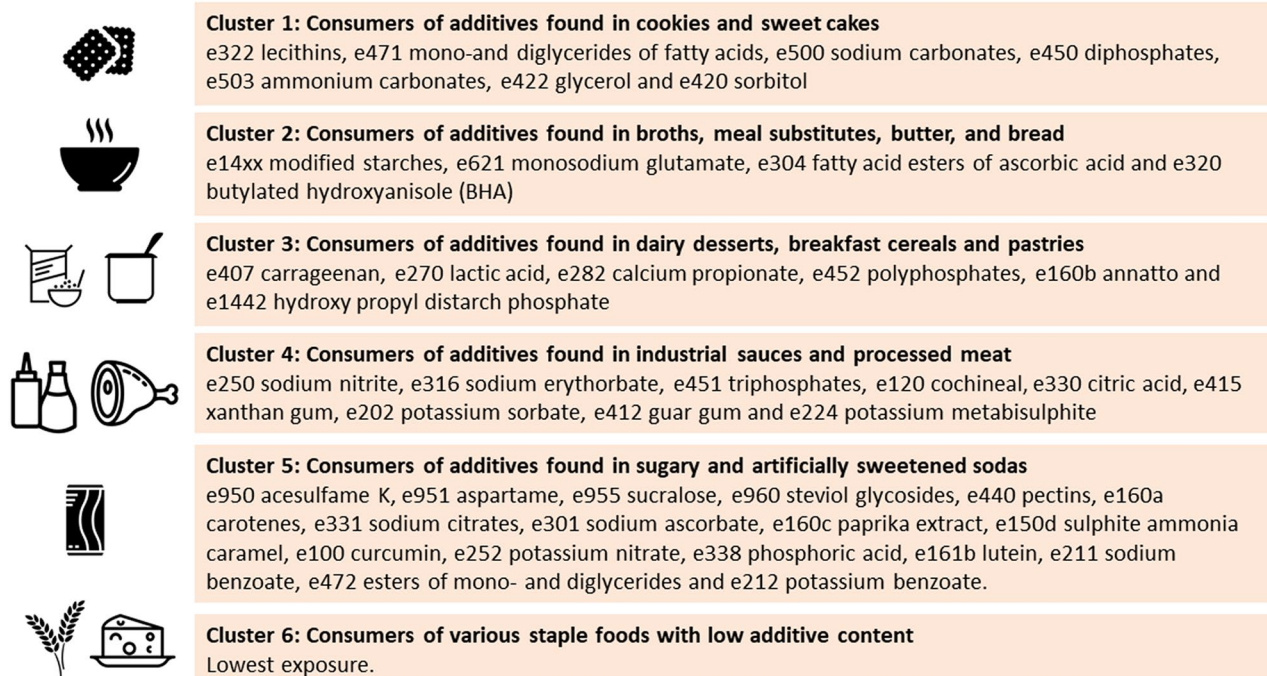 Cluster 1: Consumers of additives found in cookies and sweet cakes
e322 lecithins, e471 mono-and diglycerides of fatty acids, e500 sodium carbonates, e450 diphosphates,
e503 ammonium carbonates, e422 glycerol and e420 sorbitol
Cluster 2: Consumers of additives found in broths, meal substitutes, butter, and bread
e14xx modified starches, e621 monosodium glutamate, e304 fatty acid esters of ascorbic acid and e320
butylated hydroxyanisole (BHA)
Cluster 3: Consumers of additives found in dairy desserts, breakfast cereals and pastries
e407 carrageenan, e270 lactic acid, e282 calcium propionate, e452 polyphosphates, e160b annatto and
e1442 hydroxy propyl distarch phosphate
Cluster 4: Consumers of additives found in industrial sauces and processed meat
e250 sodium nitrite, e316 sodium erythorbate, e451 triphosphates, e120 cochineal, e330 citric acid, e415
xanthan gum, e202 potassium sorbate, e412 guar gum and e224 potassium metabisulphite
Cluster 5: Consumers of additives found in sugary and artificially sweetened sodas
e950 acesulfame K, e951 aspartame, e955 sucralose, e960 steviol glycosides, e440 pectins, e160a
carotenes, e331 sodium citrates, e301 sodium ascorbate, e160c paprika extract, e150d sulphite ammonia
caramel, e100 curcumin, e252 potassium nitrate, e338 phosphoric acid, e161b lutein, e211 sodium
benzoate, e472 esters of mono- and diglycerides and e212 potassium benzoate.
Cluster 6: Consumers of various staple foods with low additive content
Lowest exposure.